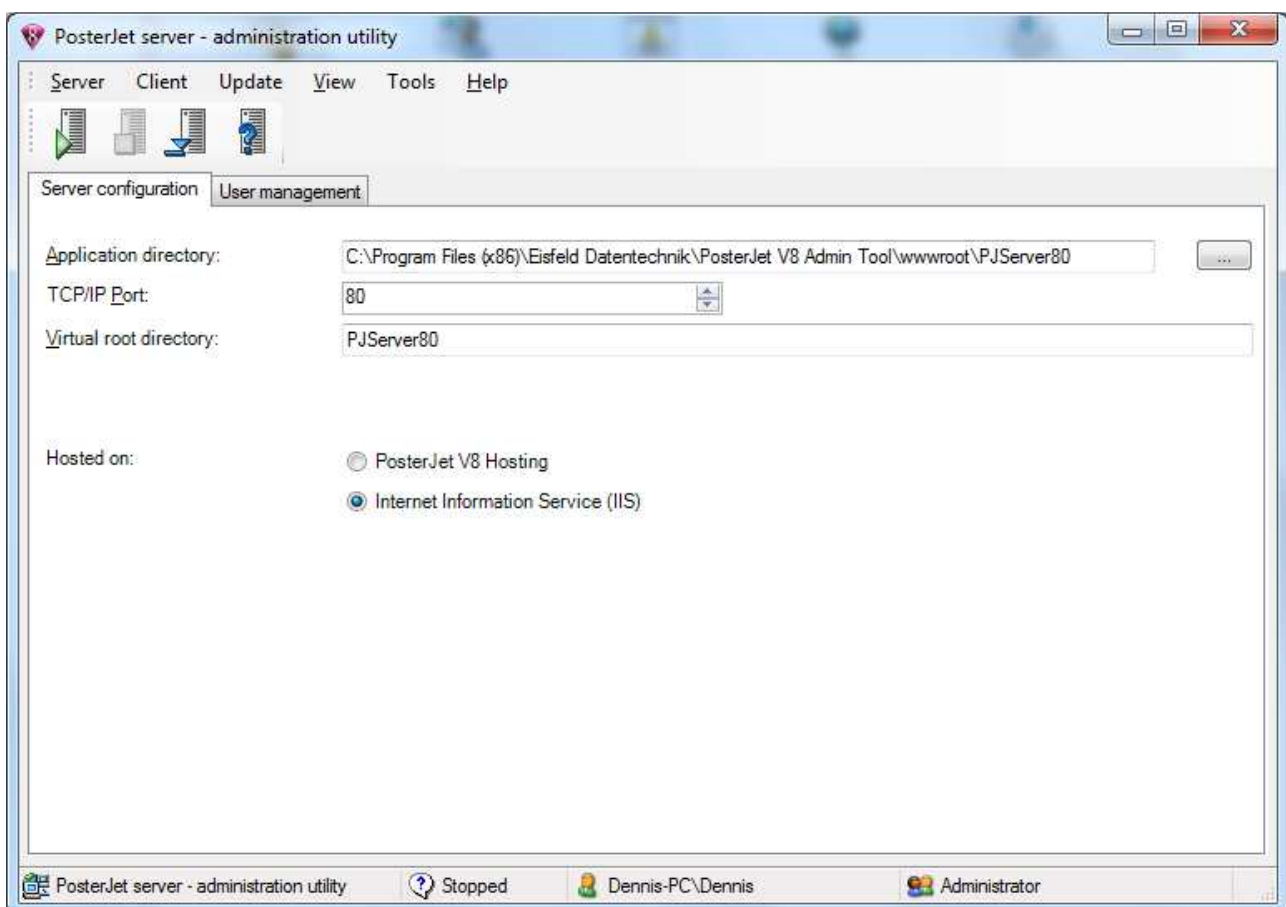 PosterJet server - administration utility
Server Client Update View Tools Help
Server configuration User management
Application directory: C:\Program Files (x86)\Eisfeld Datentechnik\PosterJet V8 Admin Tool\wwwroot\PJServer80 ...
TCP/IP Port: 80
Virtual root directory: PJServer80
Hosted on: PosterJet V8 Hosting
Internet Information Service (IIS)
PosterJet server - administration utility Stopped Dennis-PC\Dennis Administrator